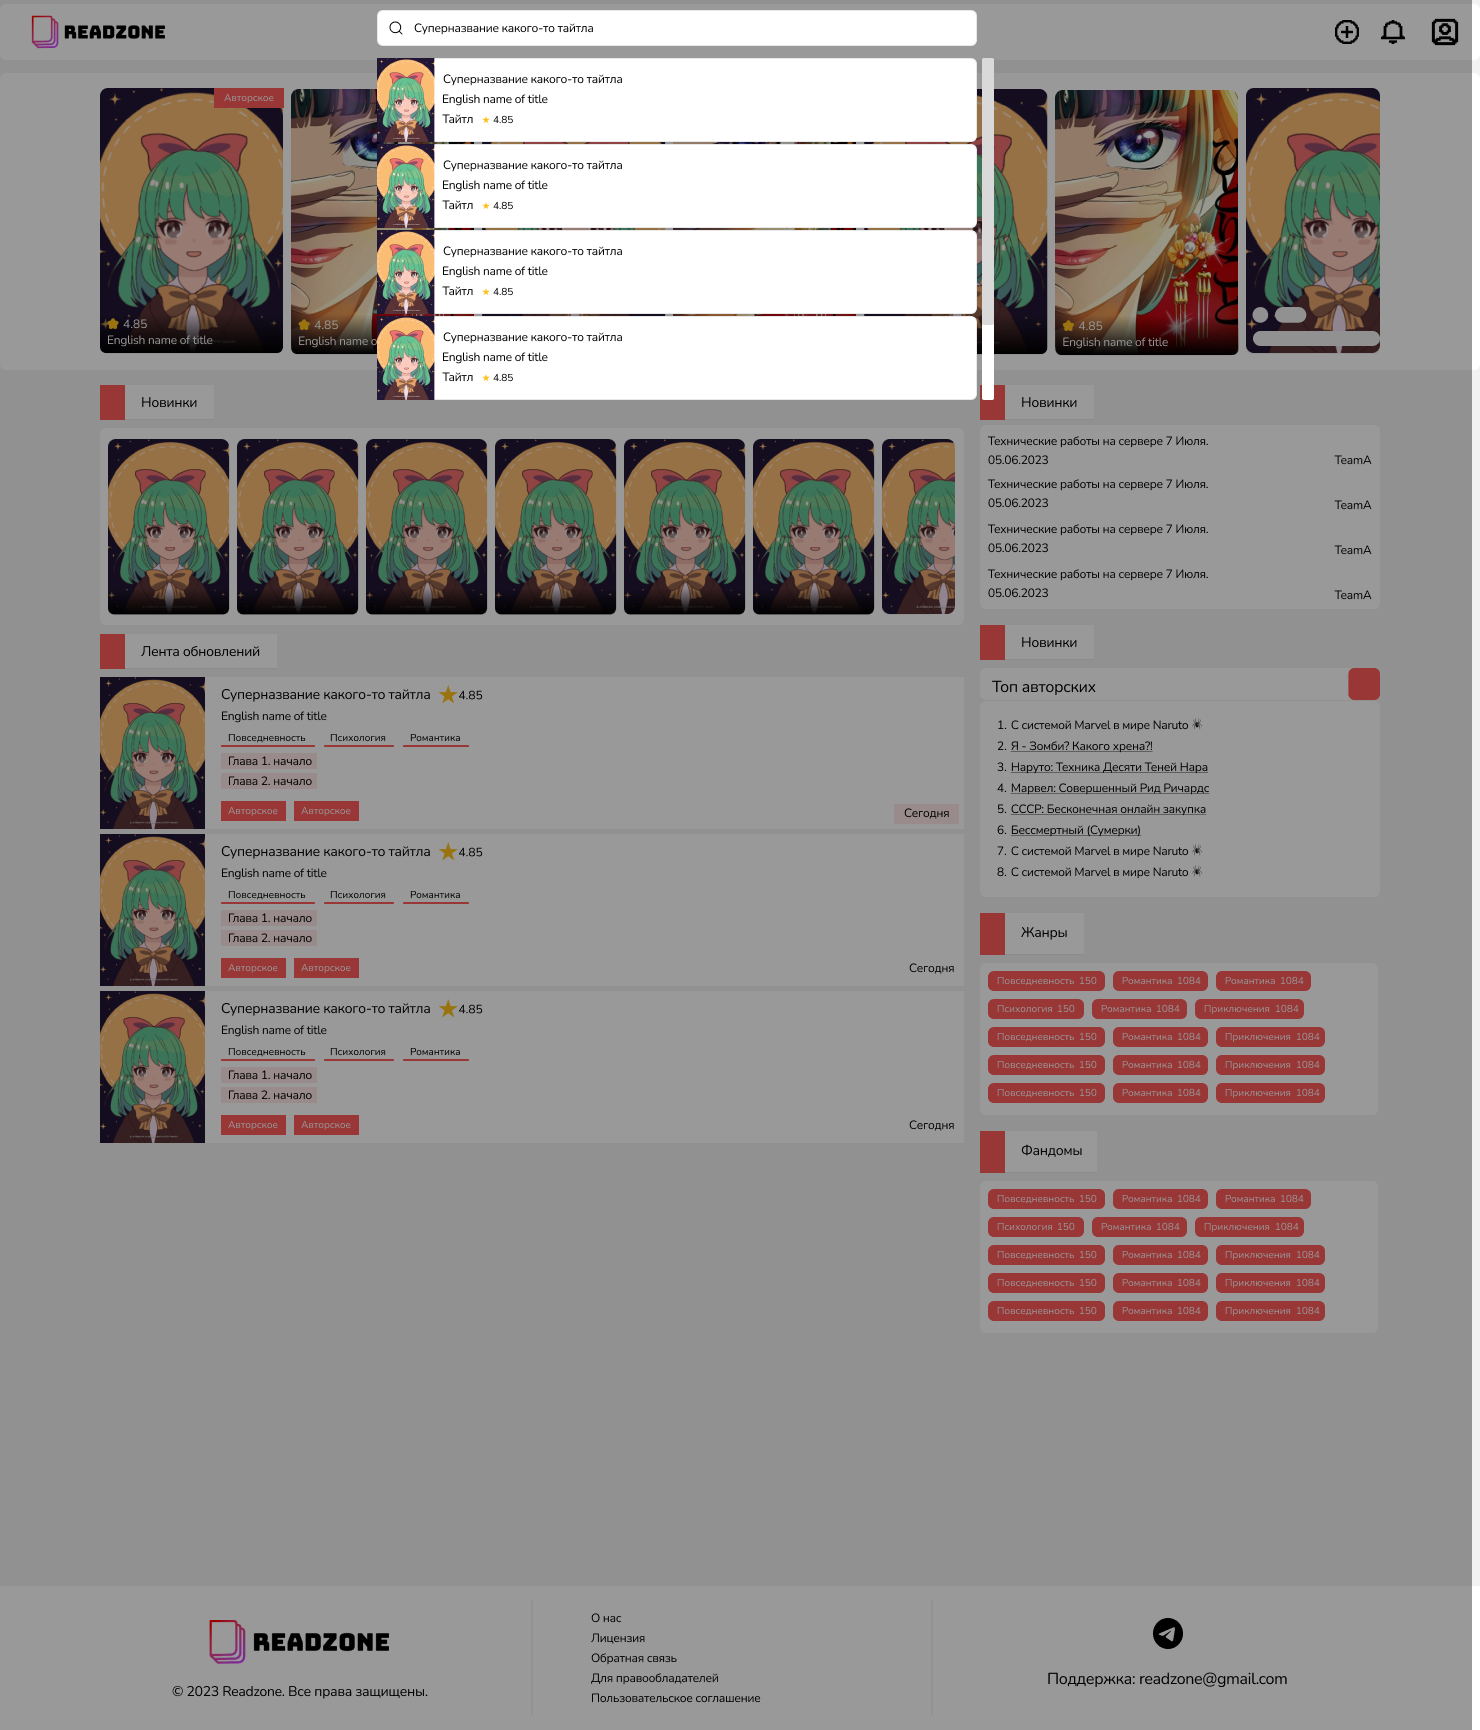 READZONE
Суперназвание какого-то тайтла
Суперназвание какого-то тайтла
English name of title
Тайтл 4.85
Суперназвание какого-то тайтла
English name of title
Тайтл 4.85
Суперназвание какого-то тайтла
English name of title
Тайтл 4.85
Суперназвание какого-то тайтла
English name of title
Тайтл 4.85
Авторское
4.85
English name of title
4.85
English name o
4.85
English name of title
Новинки
Лента обновлений
Суперназвание какого-то тайтла 4.85
English name of title
Повседневность Психология Романтика
Глава 1. начало
Глава 2. начало
Авторское Авторское
Сегодня
Суперназвание какого-то тайтла 4.85
English name of title
Повседневность Психология Романтика
Глава 1. начало
Глава 2. начало
Авторское Авторское
Сегодня
Суперназвание какого-то тайтла 4.85
English name of title
Повседневность Психология Романтика
Глава 1. начало
Глава 2. начало
Авторское Авторское
Сегодня
Новинки
Технические работы на сервере 7 Июля.
05.06.2023 TeamA
Технические работы на сервере 7 Июля.
05.06.2023 TeamA
Технические работы на сервере 7 Июля.
05.06.2023 TeamA
Технические работы на сервере 7 Июля.
05.06.2023 TeamA
Новинки
Топ авторских
1. С системой Marvel в мире Naruto 🕷
2. Я - Зомби? Какого хрена?!
3. Наруто: Техника Десяти Теней Нара
4. Марвел: Совершенный Рид Ричардс
5. СССР: Бесконечная онлайн закупка
6. Бессмертный (Сумерки)
7. С системой Marvel в мире Naruto 🕷
8. С системой Marvel в мире Naruto 🕷
Жанры
Повседневность 150 Романтика 1084 Романтика 1084
Психология 150 Романтика 1084 Приключения 1084
Повседневность 150 Романтика 1084 Приключения 1084
Повседневность 150 Романтика 1084 Приключения 1084
Повседневность 150 Романтика 1084 Приключения 1084
Фандомы
Повседневность 150 Романтика 1084 Романтика 1084
Психология 150 Романтика 1084 Приключения 1084
Повседневность 150 Романтика 1084 Приключения 1084
Повседневность 150 Романтика 1084 Приключения 1084
Повседневность 150 Романтика 1084 Приключения 1084
READZONE
© 2023 Readzone. Все права защищены.
О нас
Лицензия
Обратная связь
Для правообладателей
Пользовательское соглашение
Поддержка: readzone@gmail.com